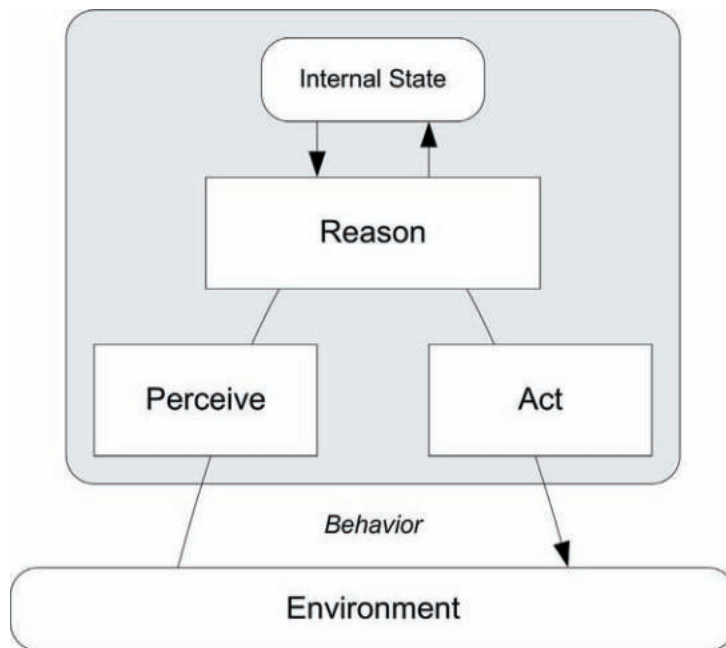 Internal State
Reason
Perceive
Act
Behavior
Environment